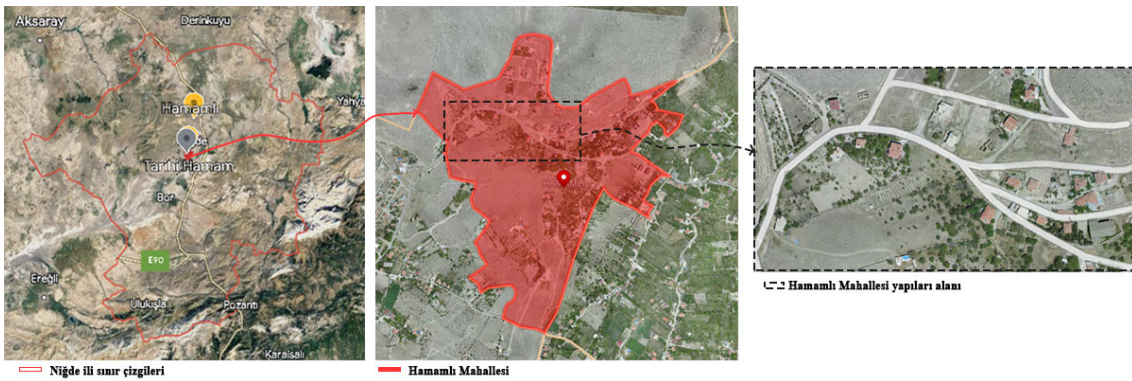 Aksaray
Derinkuyu
Hamamlı
Yahya
de
Tarihi Hamam
Bor
E90
Ereğli
Ulukışla
Pozantı
Karaisalı
Niğde ili sınır çizgileri
Hamamlı Mahallesi
Hamamlı Mahallesi yapıları alanı